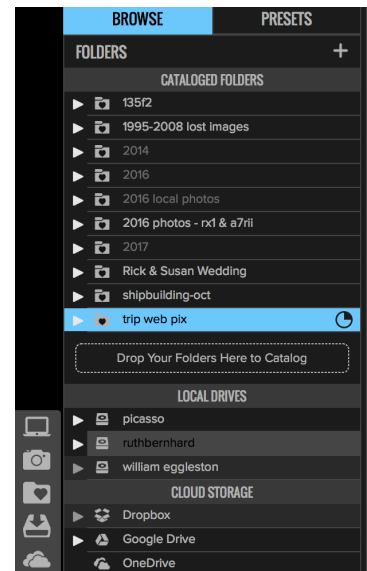 BROWSE PRESETS
FOLDERS +
CATALOGED FOLDERS
135f2
1995-2008 lost images
2014
2016
2016 local photos
2016 photos - rx1 & a7rii
2017
Rick & Susan Wedding
shipbuilding-oct
trip web pix
Drop Your Folders Here to Catalog
LOCAL DRIVES
picasso
ruthbernhard
william eggleston
CLOUD STORAGE
Dropbox
Google Drive
OneDrive